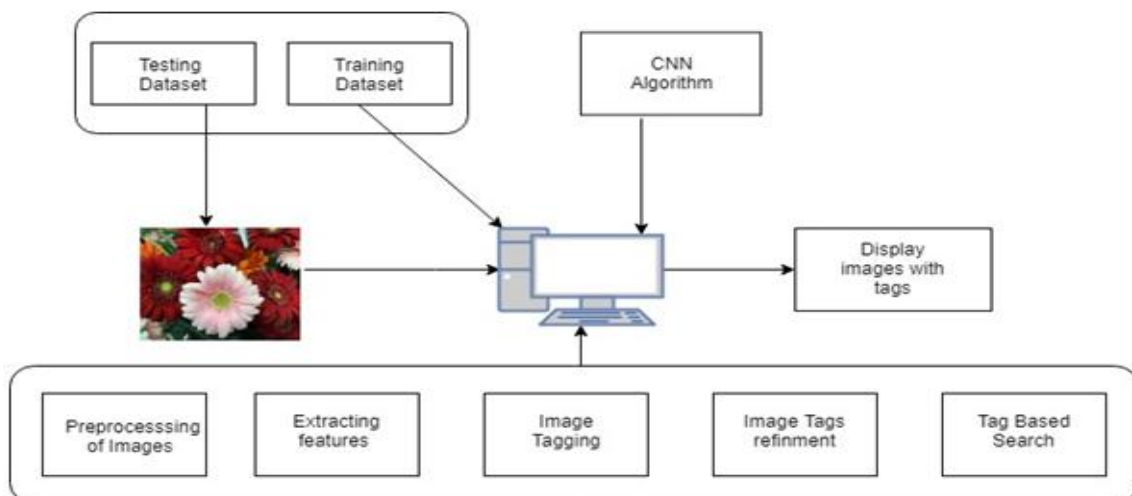 Testing
Dataset
Training
Dataset
CNN
Algorithm
Display
images with
tags
Preprocesssing
of Images
Extracting
features
Image
Tagging
Image Tags
refinment
Tag Based
Search